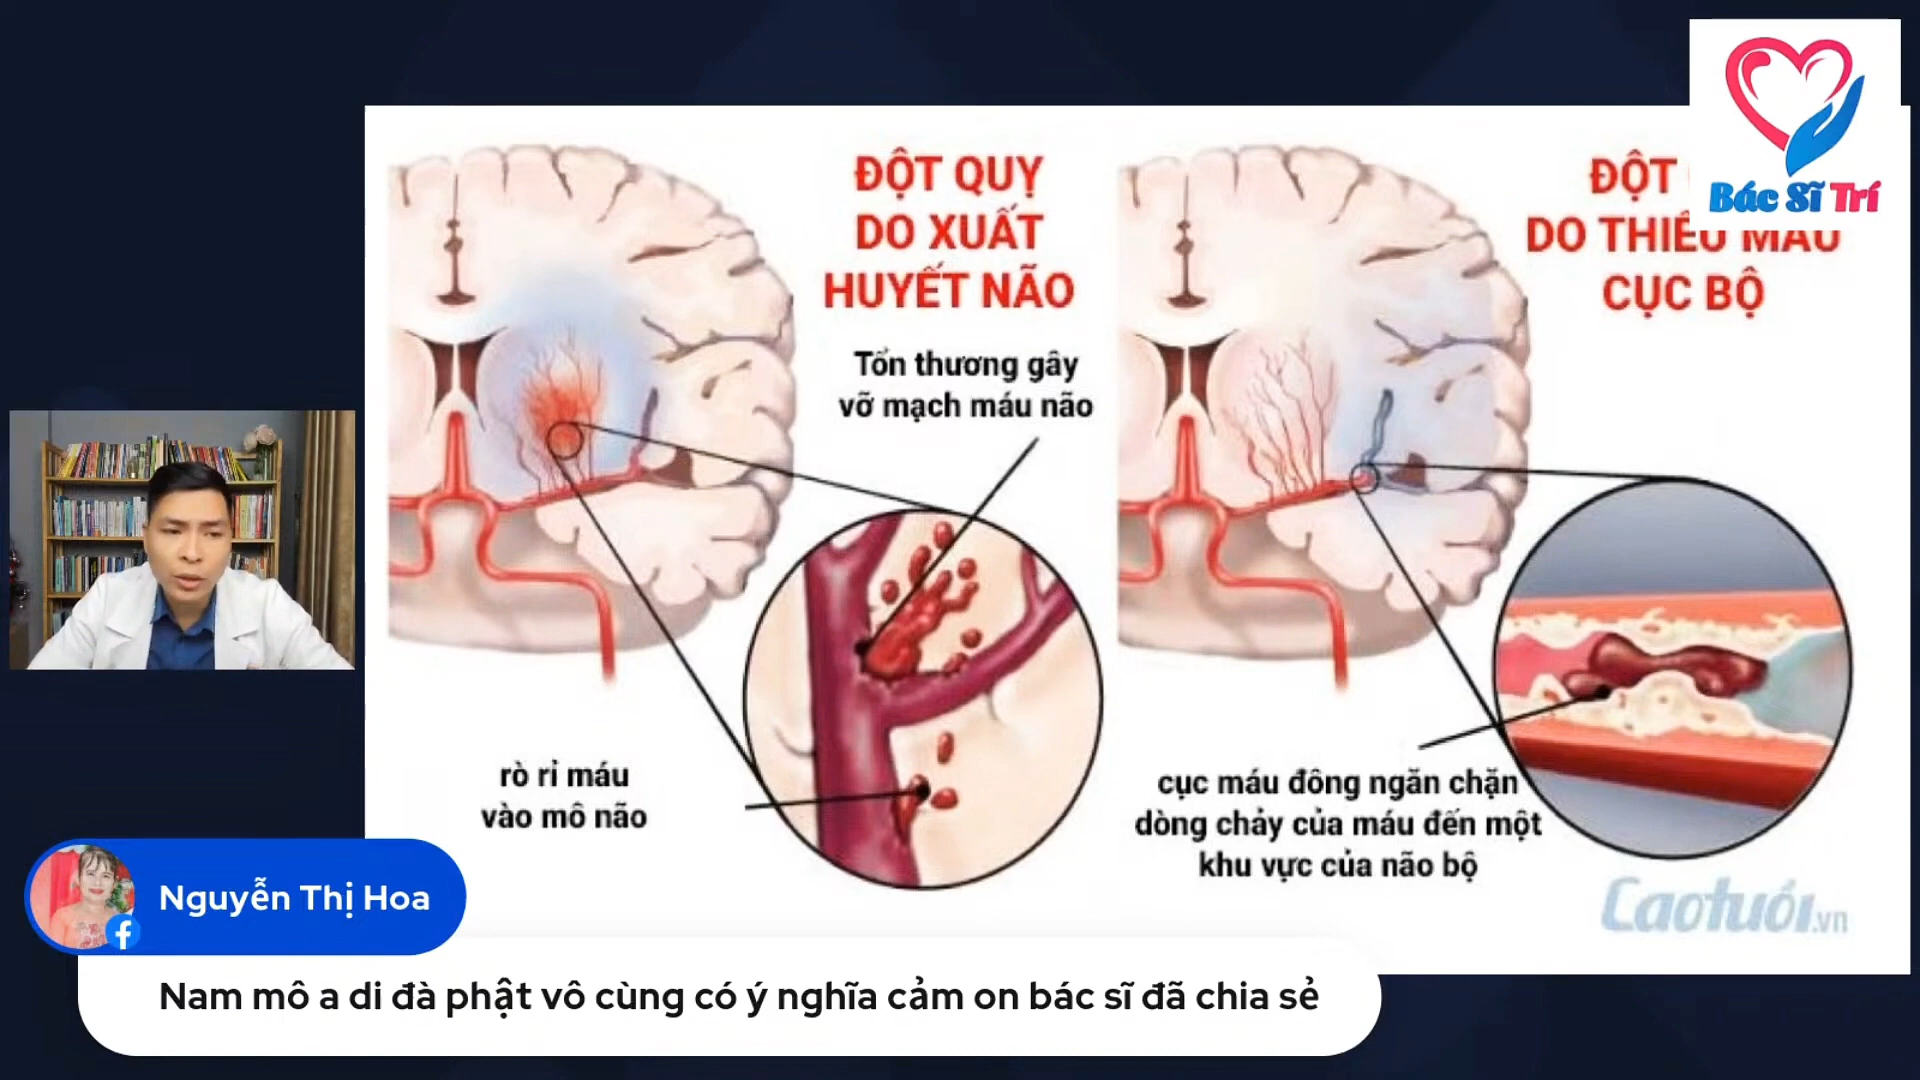 Bác Sĩ Trí
ĐỘT QUỴ
DO XUẤT
HUYẾT NÃO
Tổn thương gây
vỡ mạch máu não
rò rỉ máu
vào mô não
ĐỘT
DO THIẾU MÁU
CỤC BỘ
cục máu đông ngăn chặn
dòng chảy của máu đến một
khu vực của não bộ
Caotuổi.vn
Nguyễn Thị Hoa
Nam mô a di đà phật vô cùng có ý nghĩa cảm on bác sĩ đã chia sẻ